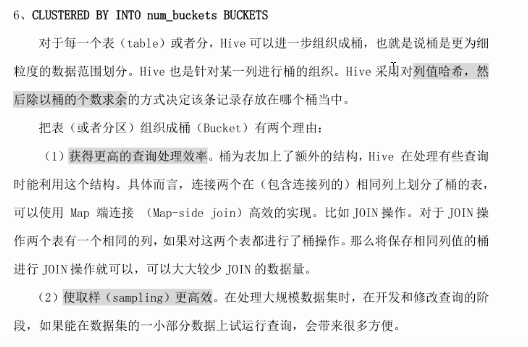 6、CLUSTERED BY INTO num_buckets BUCKETS
对于每一个表（table）或者分，Hive 可以进一步组织成桶，也就是说桶是更为细
粒度的数据范围划分。Hive 也是针对某一列进行桶的组织。Hive 采用对列值哈希，然
后除以桶的个数求余的方式决定该条记录存放在哪个桶当中。
把表（或者分区）组织成桶（Bucket）有两个理由：
（1）获得更高的查询处理效率。桶为表加上了额外的结构，Hive 在处理有些查询
时能利用这个结构。具体而言，连接两个在（包含连接列的）相同列上划分了桶的表，
可以使用 Map 端连接 （Map-side join）高效的实现。比如 JOIN 操作。对于 JOIN 操
作两个表有一个相同的列，如果对这两个表都进行了桶操作。那么将保存相同列值的桶
进行 JOIN 操作就可以，可以大大较少 JOIN 的数据量。
（2）使取样（sampling）更高效。在处理大规模数据集时，在开发和修改查询的阶
段，如果能在数据集的一小部分数据上试运行查询，会带来很多方便。